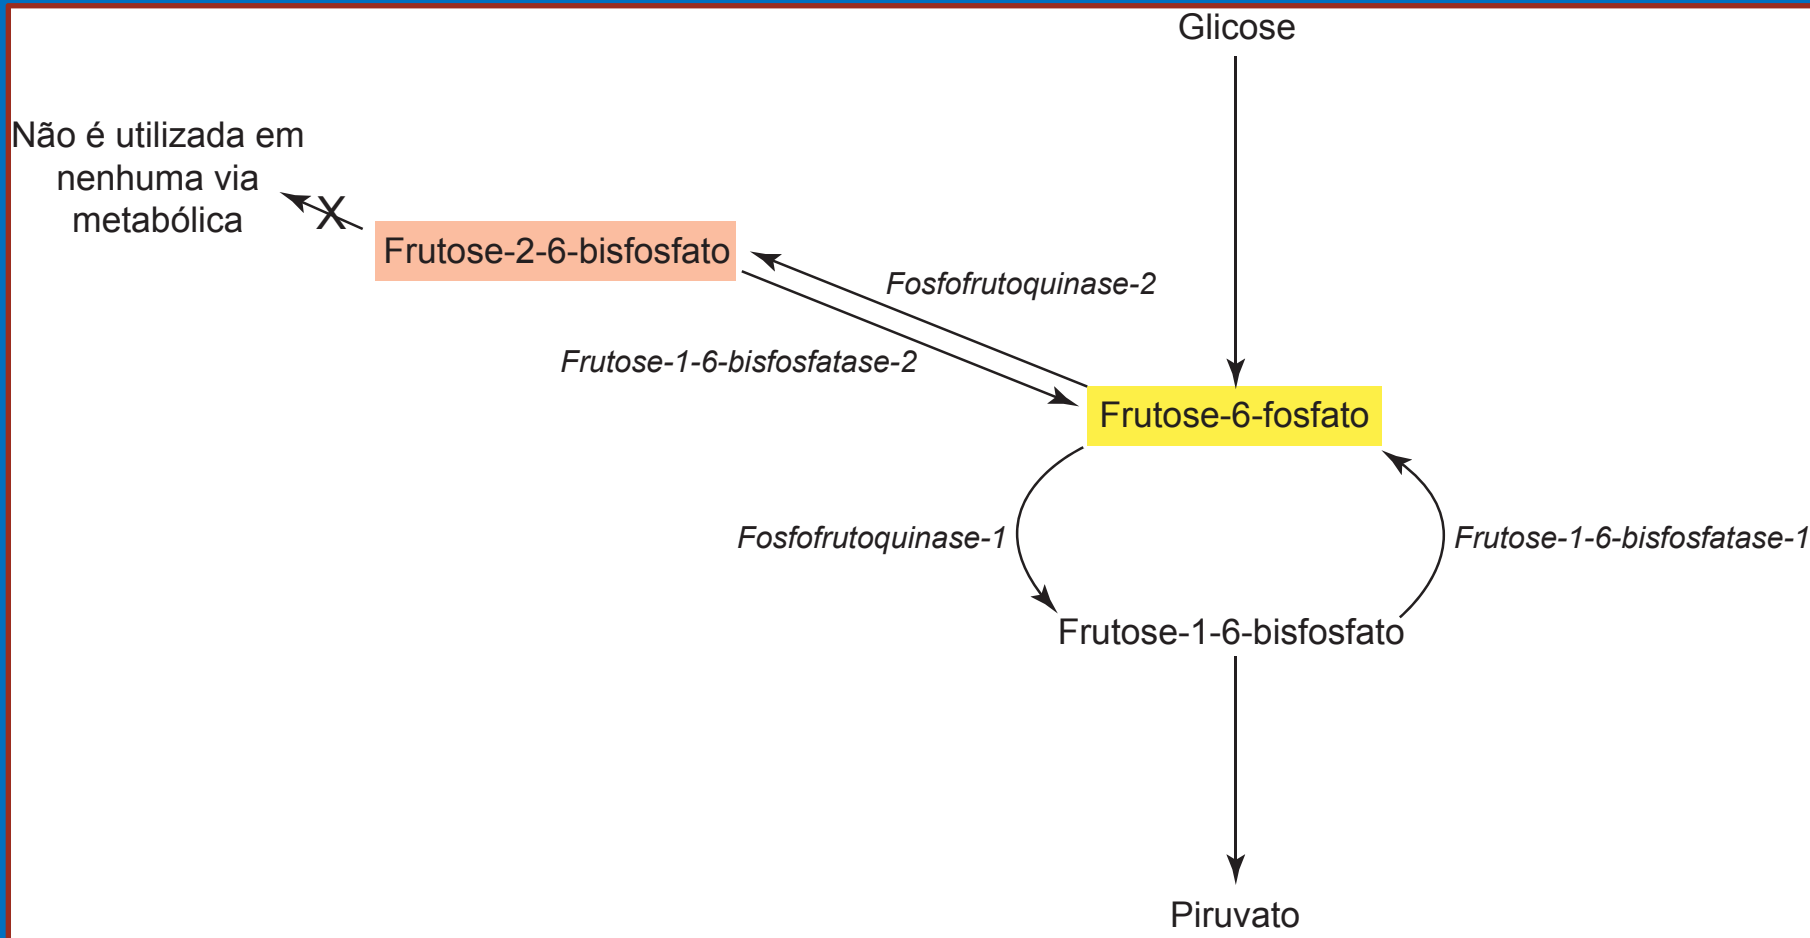 Glicose
Não é utilizada em
nenhuma via
metabólica
X
Frutose-2-6-bisfosfato
Fosfofrutoquinase-2
Frutose-1-6-bisfosfatase-2
Frutose-6-fosfato
Fosfofrutoquinase-1
Frutose-1-6-bisfosfatase-1
Frutose-1-6-bisfosfato
Piruvato